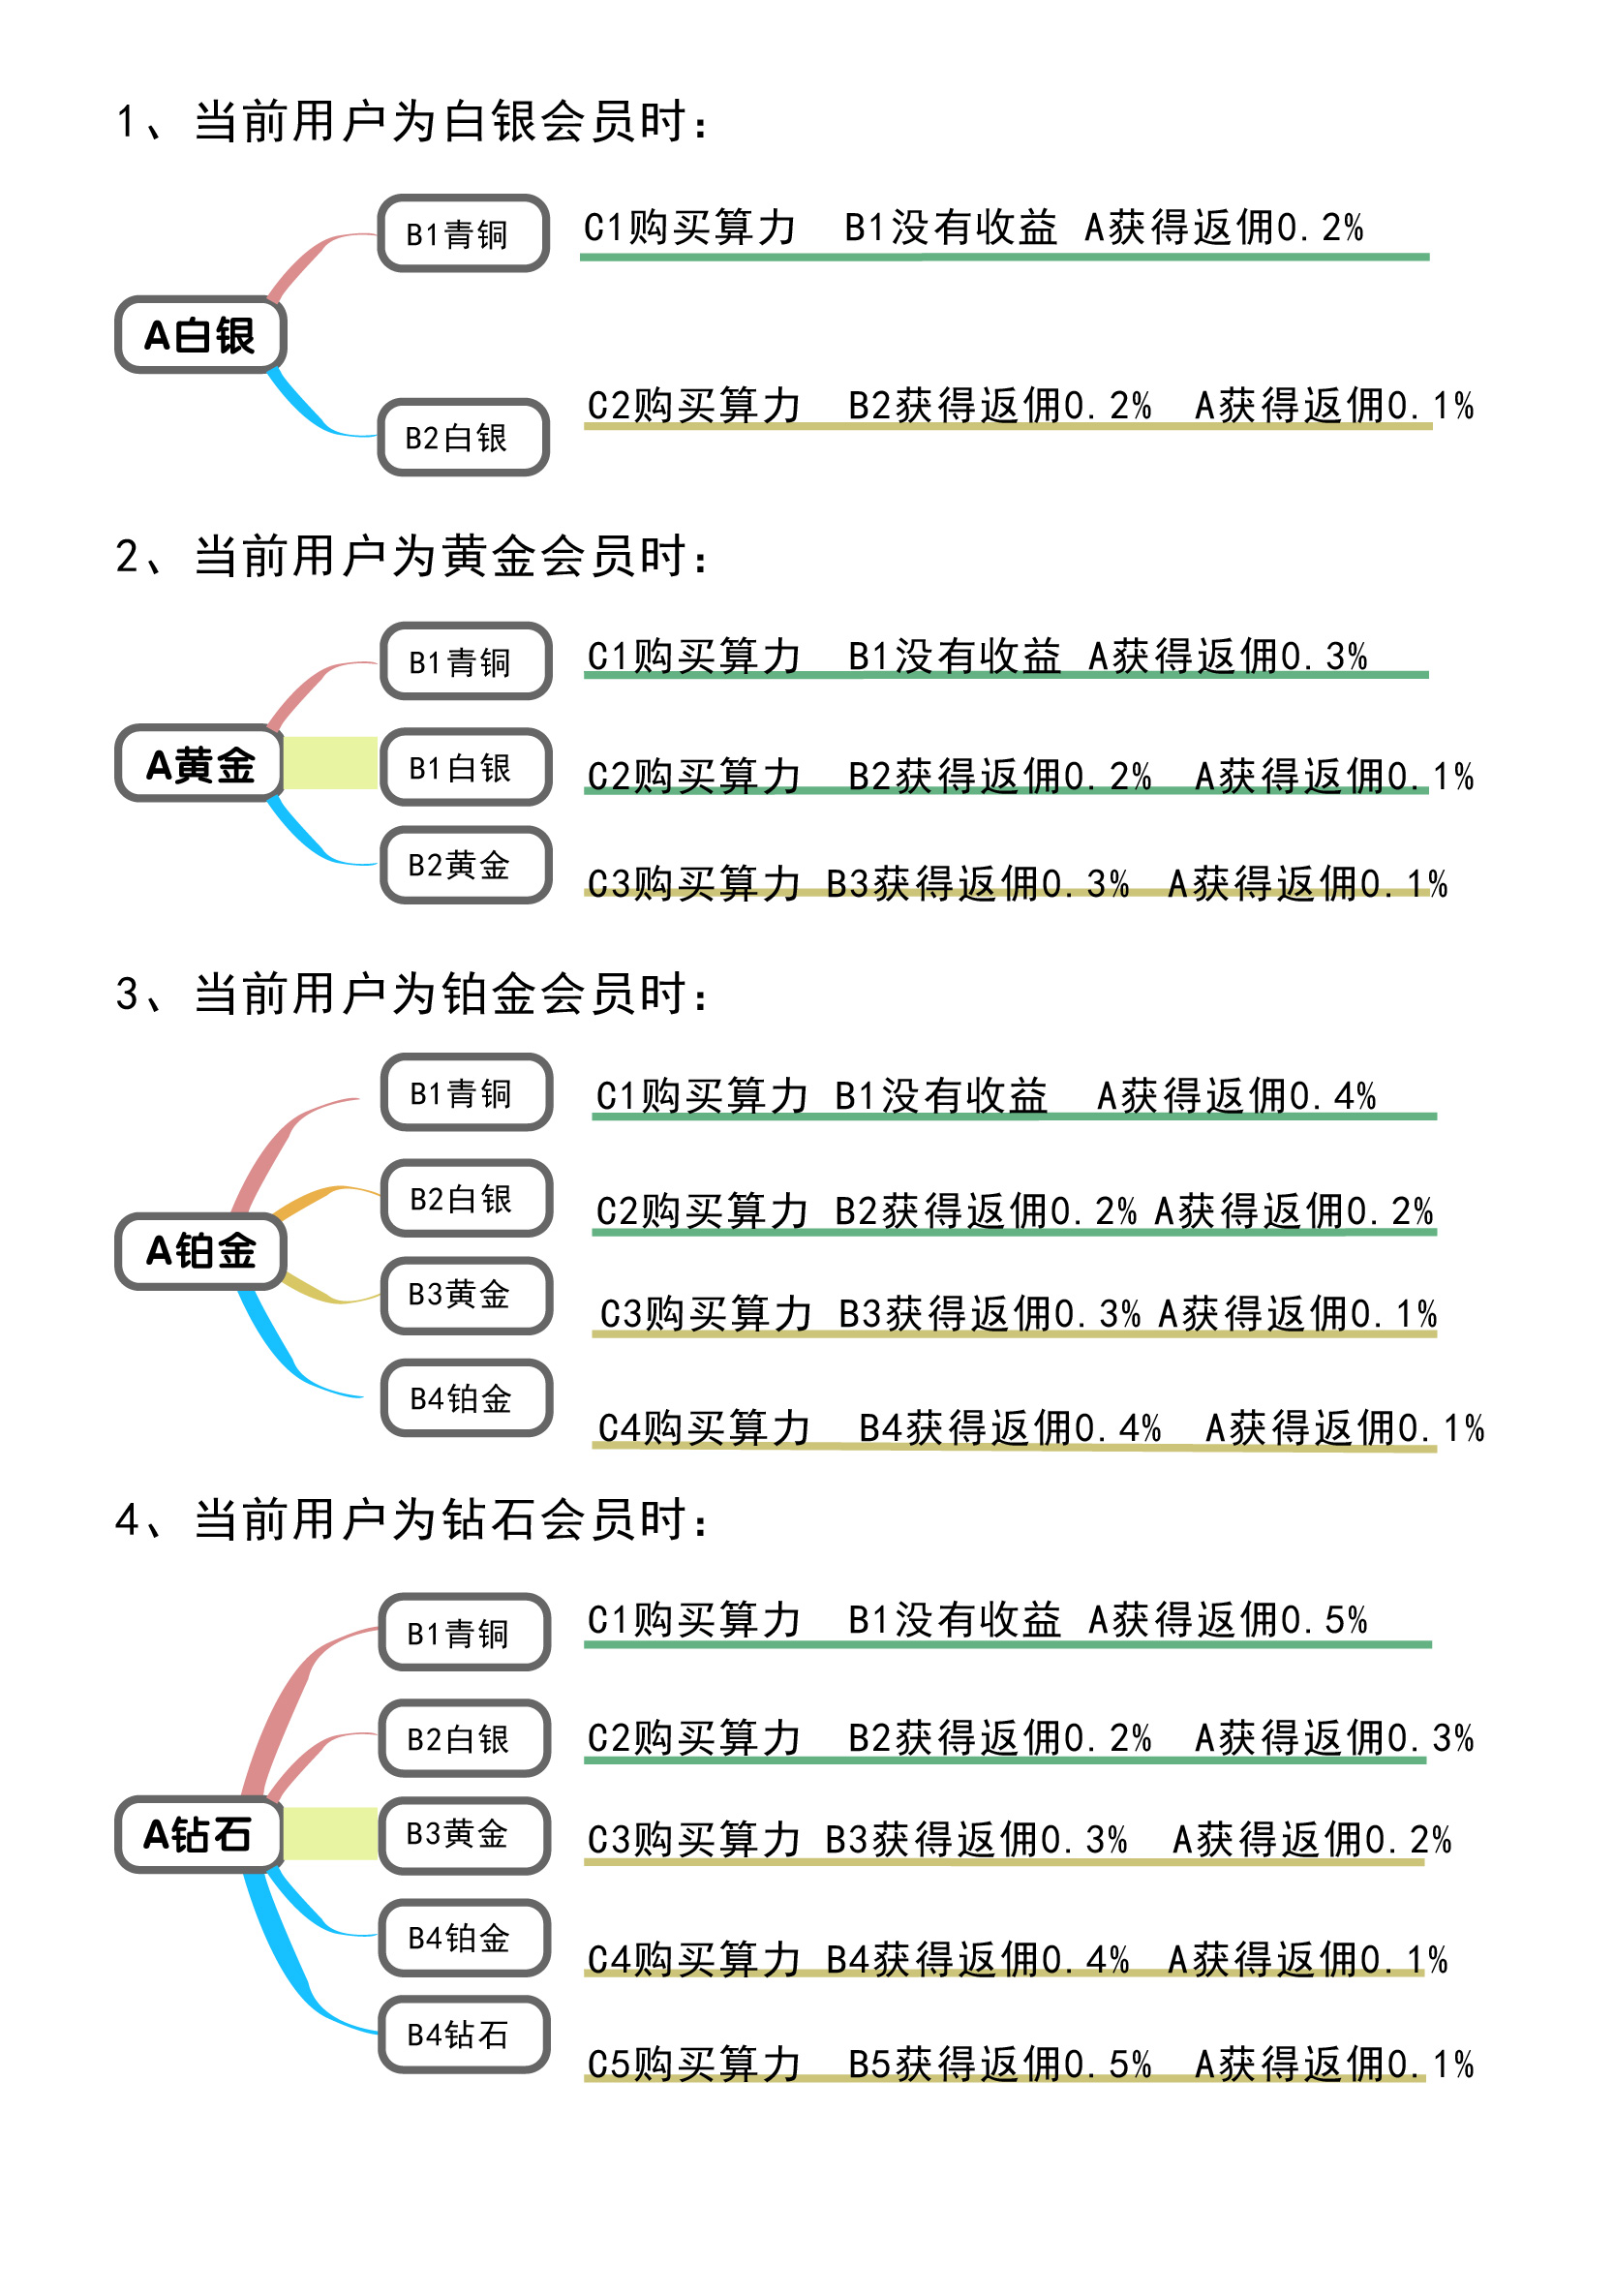 1、当前用户为白银会员时：
B1青铜 C1购买算力 B1没有收益 A获得返佣0.2%
A白银
B2白银 C2购买算力 B2获得返佣0.2% A获得返佣0.1%
2、当前用户为黄金会员时：
B1青铜 C1购买算力 B1没有收益 A获得返佣0.3%
A黄金 B1白银 C2购买算力 B2获得返佣0.2% A获得返佣0.1%
B2黄金 C3购买算力 B3获得返佣0.3% A获得返佣0.1%
3、当前用户为铂金会员时：
B1青铜 C1购买算力 B1没有收益 A获得返佣0.4%
B2白银 C2购买算力 B2获得返佣0.2% A获得返佣0.2%
A铂金
B3黄金 C3购买算力 B3获得返佣0.3% A获得返佣0.1%
B4铂金 C4购买算力 B4获得返佣0.4% A获得返佣0.1%
4、当前用户为钻石会员时：
B1青铜 C1购买算力 B1没有收益 A获得返佣0.5%
B2白银 C2购买算力 B2获得返佣0.2% A获得返佣0.3%
A钻石 B3黄金 C3购买算力 B3获得返佣0.3% A获得返佣0.2%
B4铂金 C4购买算力 B4获得返佣0.4% A获得返佣0.1%
B4钻石 C5购买算力 B5获得返佣0.5% A获得返佣0.1%